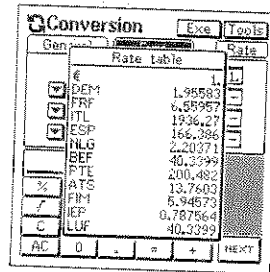 Conversion Exe Tools
Rate
Rate table
€ 1.
DEM 1.95583
FRF 6.55957
ITL 1936.27
ESP 166.386
NLG 2.20371
BEF 40.3399
PTE 200.482
ATS 13.7603
FIM 5.94573
IEP 0.787564
LUF 40.3399
%
C
AC 0 . = + NEXT